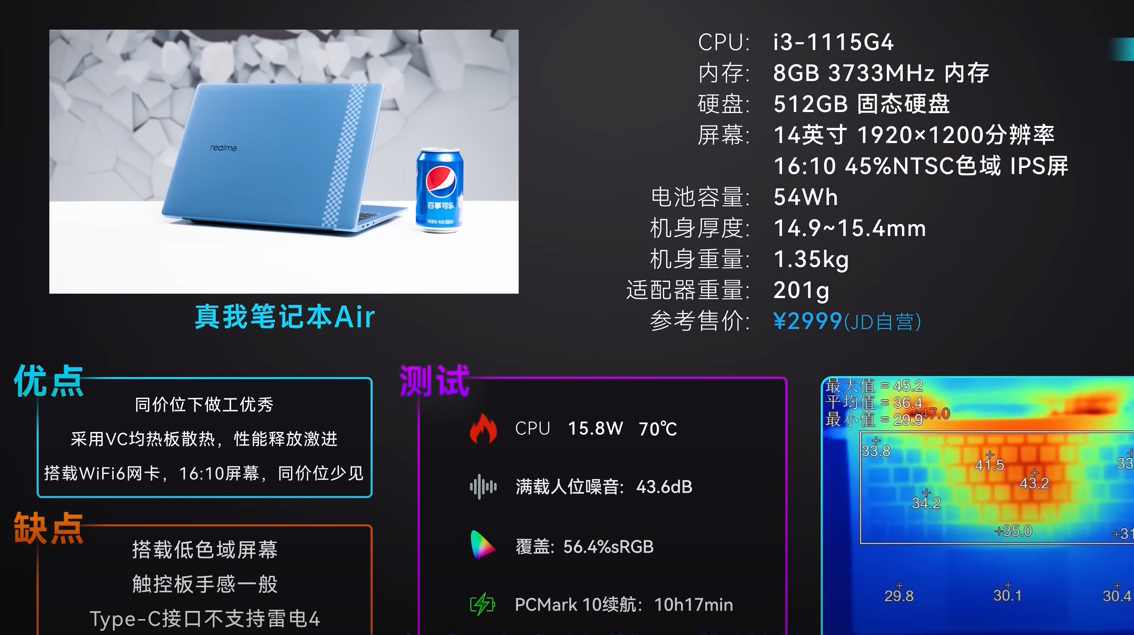 realme
百事可乐
真我笔记本Air
CPU: i3-1115G4
内存: 8GB 3733MHz 内存
硬盘: 512GB 固态硬盘
屏幕: 14英寸 1920×1200分辨率
16:10 45%NTSC色域 IPS屏
电池容量: 54Wh
机身厚度: 14.9~15.4mm
机身重量: 1.35kg
适配器重量: 201g
参考售价: ¥2999(JD自营)
优点
同价位下做工优秀
采用VC均热板散热，性能释放激进
搭载WiFi6网卡，16:10屏幕，同价位少见
缺点
搭载低色域屏幕
触控板手感一般
Type-C接口不支持雷电4
测试
CPU 15.8W 70℃
满载人位噪音: 43.6dB
覆盖: 56.4%sRGB
PCMark 10续航: 10h17min
最大值 = 45.2
平均值 = 36.4
最小值 = 29.9
47.0
33.8
41.5
33
43.2
34.2
35.0
31
29.8
30.1
30.4